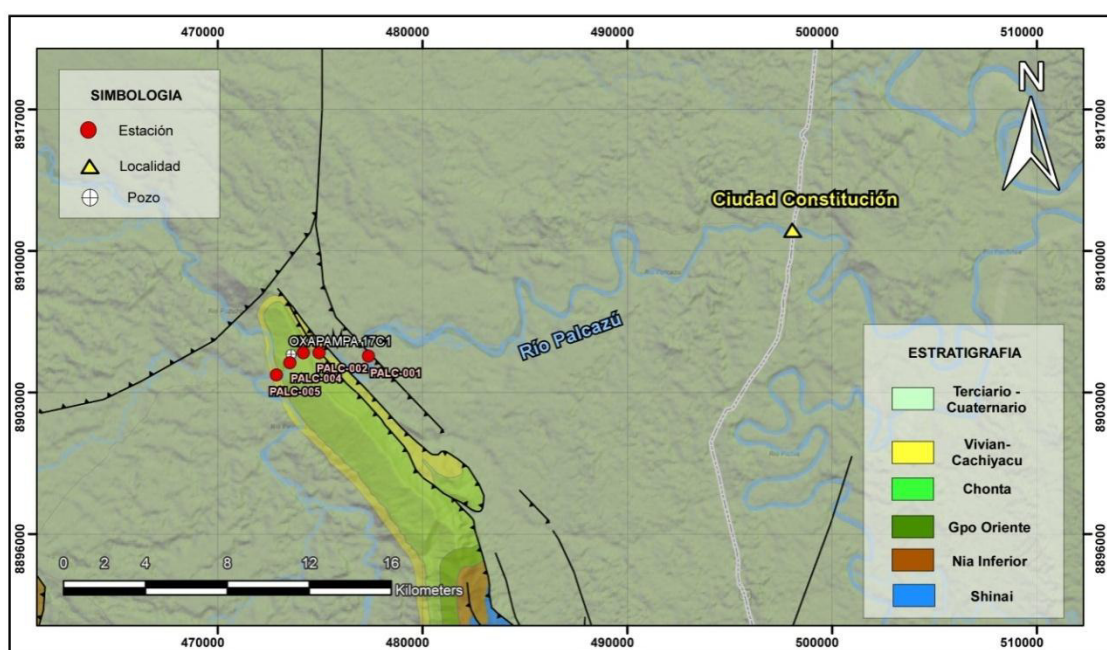 470000
480000
490000
500000
510000
8917000
8910000
8903000
8896000
SIMBOLOGIA
Estación
Localidad
Pozo
N
Ciudad Constitución
Río Palcazú
OXAPAMPA 17C1
PALC-001
PALC-002
PALC-004
PALC-005
ESTRATIGRAFIA
Terciario -
Cuaternario
Vivian-
Cachiyacu
Chonta
Gpo Oriente
Nia Inferior
Shinai
0 2 4 8 12 16
Kilometers
8917000
8910000
8903000
8896000
470000
480000
490000
500000
510000